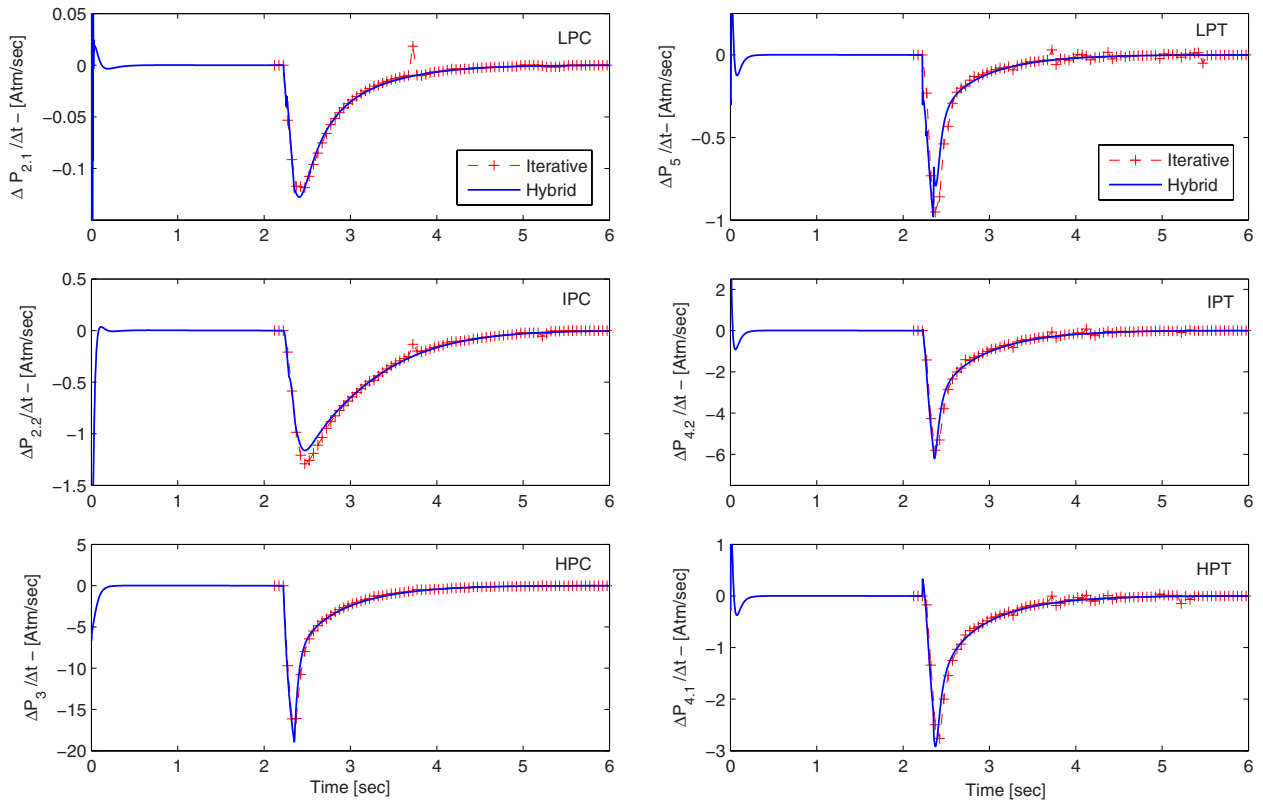 LPC
0.05
0
−0.05
−0.1
Δ P2.1 /Δt − [Atm/sec]
Iterative
Hybrid
0 1 2 3 4 5 6
LPT
0
−0.5
−1
ΔP5 /Δt − [Atm/sec]
Iterative
Hybrid
0 1 2 3 4 5 6
IPC
0.5
0
−0.5
−1
−1.5
ΔP2.2/Δt − [Atm/sec]
0 1 2 3 4 5 6
IPT
2
0
−2
−4
−6
ΔP4.2 /Δt − [Atm/sec]
0 1 2 3 4 5 6
HPC
5
0
−5
−10
−15
−20
ΔP3 /Δt − [Atm/sec]
0 1 2 3 4 5 6
Time [sec]
HPT
1
0
−1
−2
−3
ΔP4.1 /Δt − [Atm/sec]
0 1 2 3 4 5 6
Time [sec]